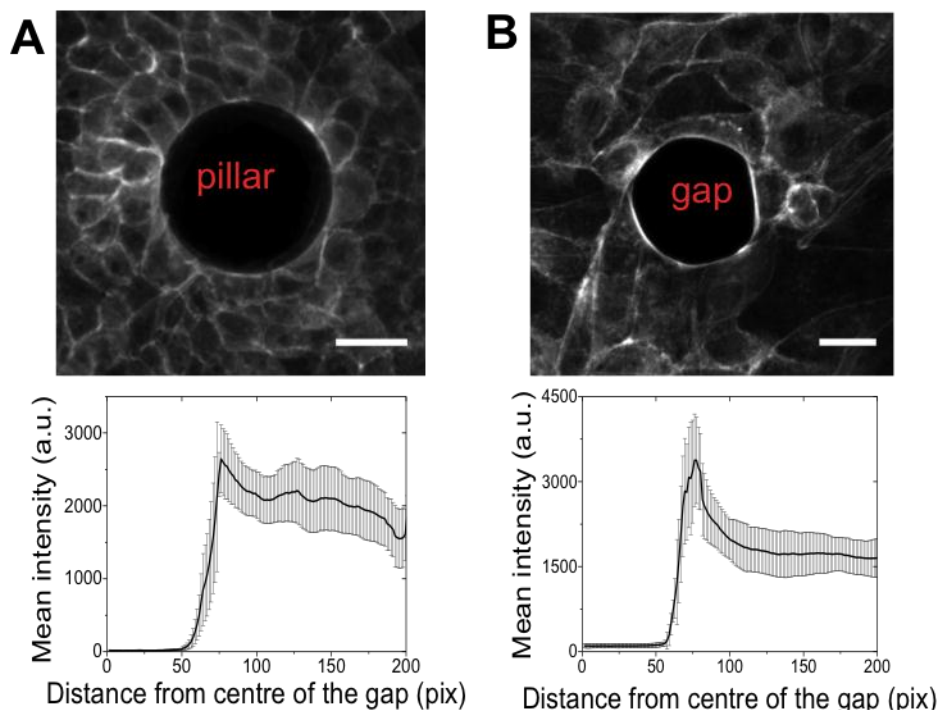 A
B
pillar
gap
Mean intensity (a.u.)
3000
2000
1000
0
0
50
100
150
200
Distance from centre of the gap (pix)
Mean intensity (a.u.)
4500
3000
1500
0
0
50
100
150
200
Distance from centre of the gap (pix)